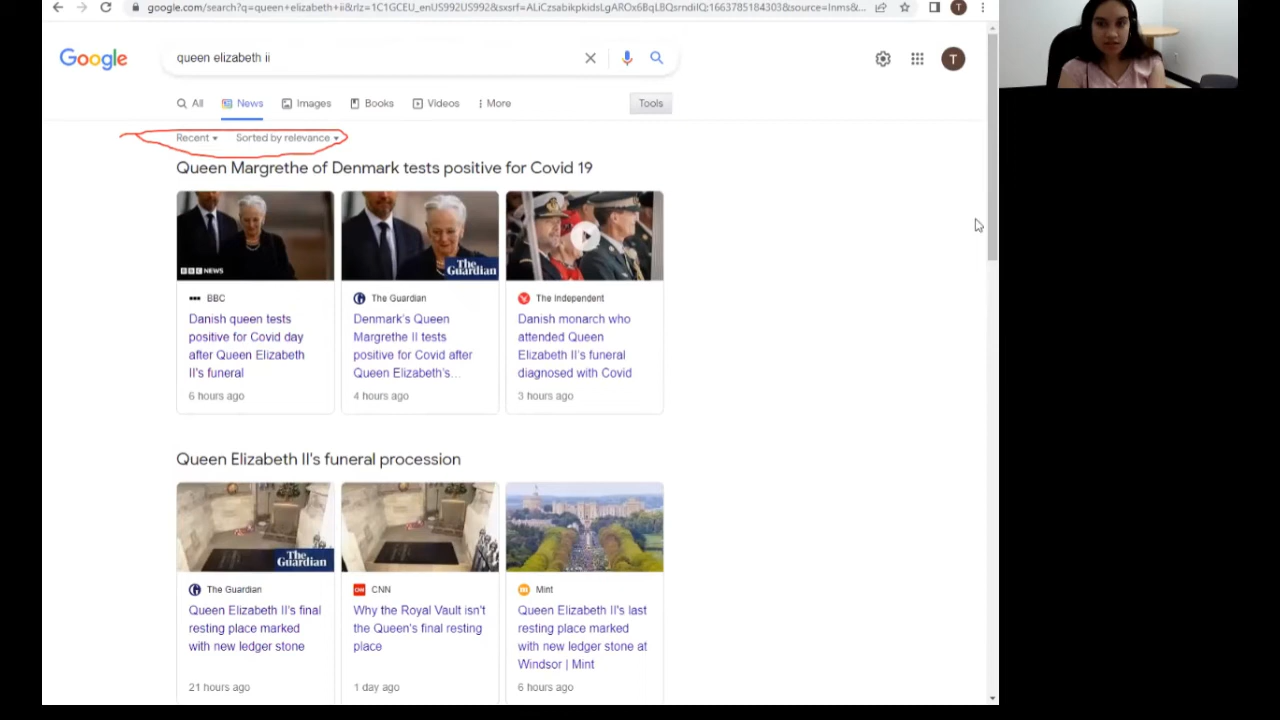 google.com/search?q=queen+elizabeth+ii&rlz=1C1GCEU_enUS992US992&sxsrf=ALiCzsabikpkidsLgAROx6BqLBQsrndiIQ:1663785184303&source=lnms&...
T
Google
queen elizabeth ii
T
All
News
Images
Books
Videos
More
Tools
Recent
Sorted by relevance
Queen Margrethe of Denmark tests positive for Covid 19
BBC NEWS
The Guardian
BBC
Danish queen tests
positive for Covid day
after Queen Elizabeth
II's funeral
6 hours ago
The Guardian
Denmark's Queen
Margrethe II tests
positive for Covid after
Queen Elizabeth's...
4 hours ago
The Independent
Danish monarch who
attended Queen
Elizabeth II's funeral
diagnosed with Covid
3 hours ago
Queen Elizabeth II's funeral procession
The Guardian
The Guardian
Queen Elizabeth II's final
resting place marked
with new ledger stone
21 hours ago
CNN
Why the Royal Vault isn't
the Queen's final resting
place
1 day ago
Mint
Queen Elizabeth II's last
resting place marked
with new ledger stone at
Windsor | Mint
6 hours ago